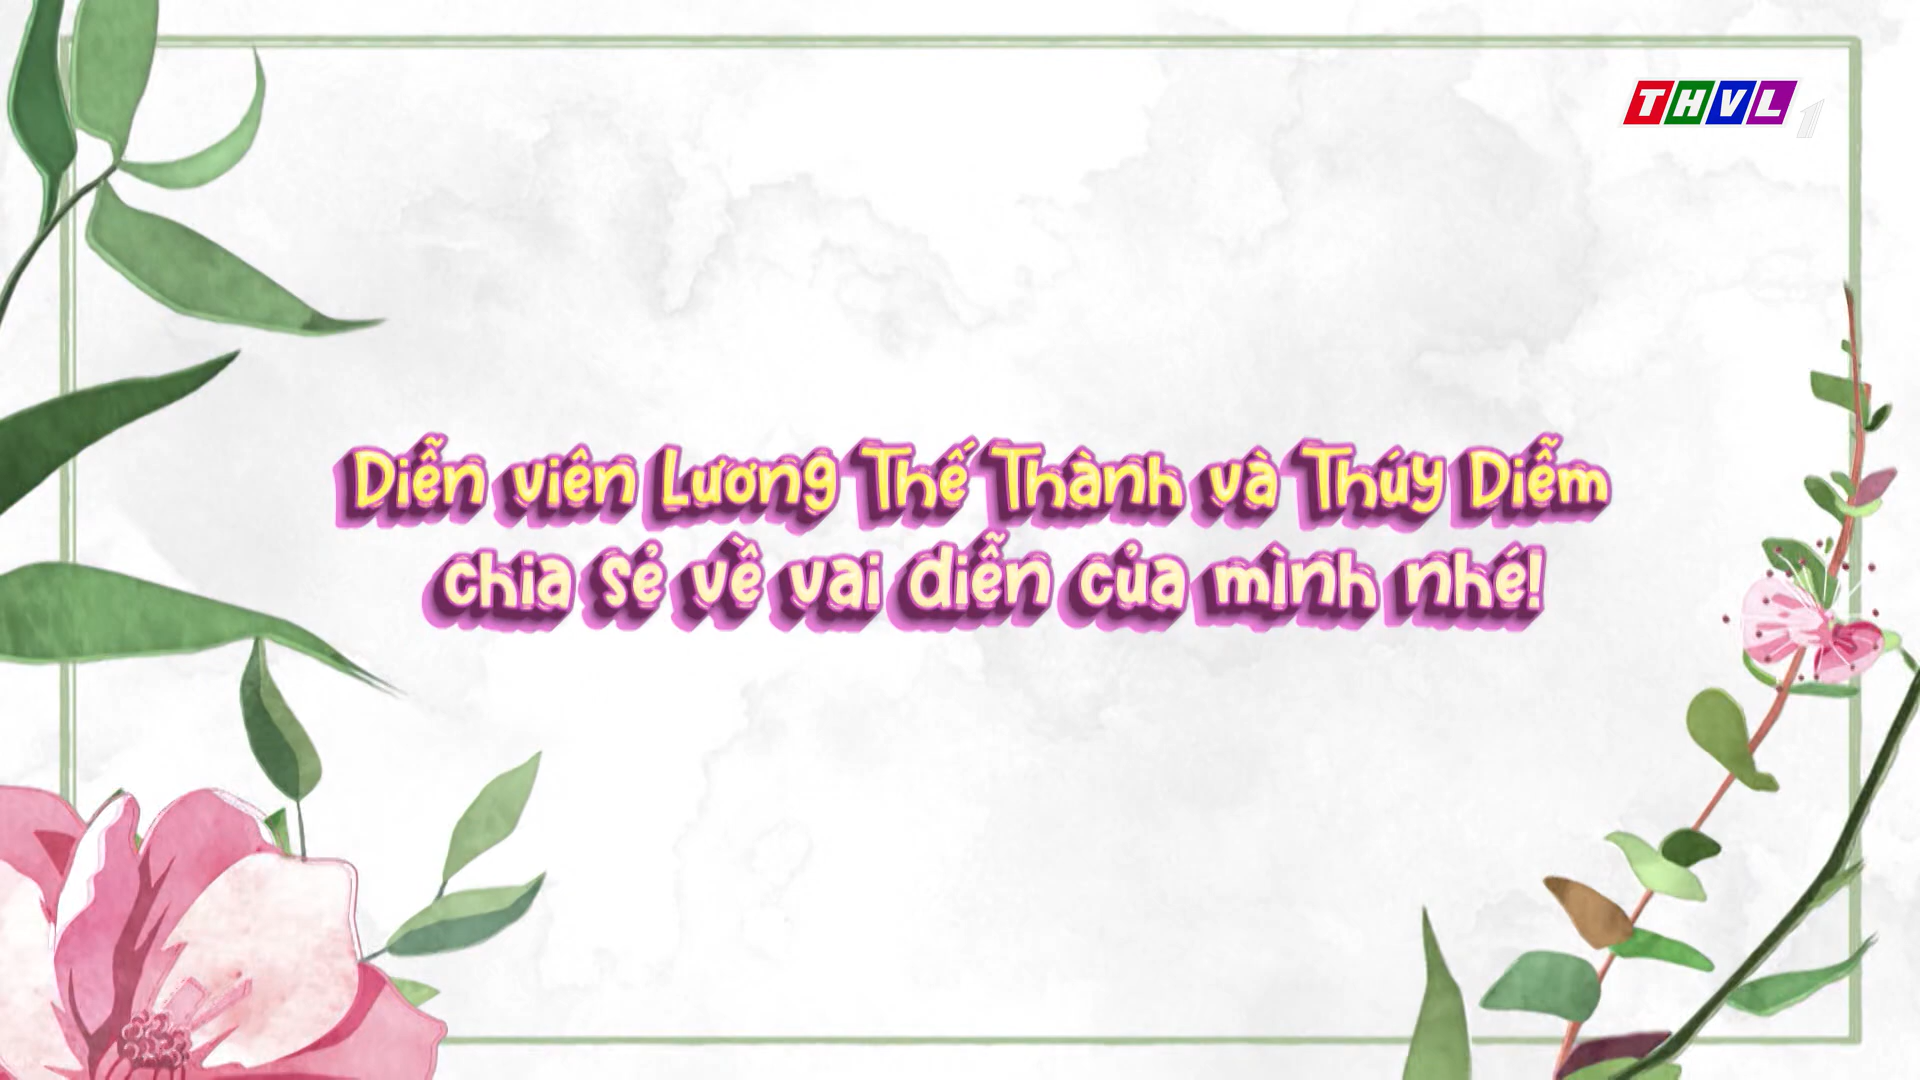 THVL1
Diễn viên Lương Thế Thành và Thúy Diễm
chia sẻ về vai diễn của mình nhé!